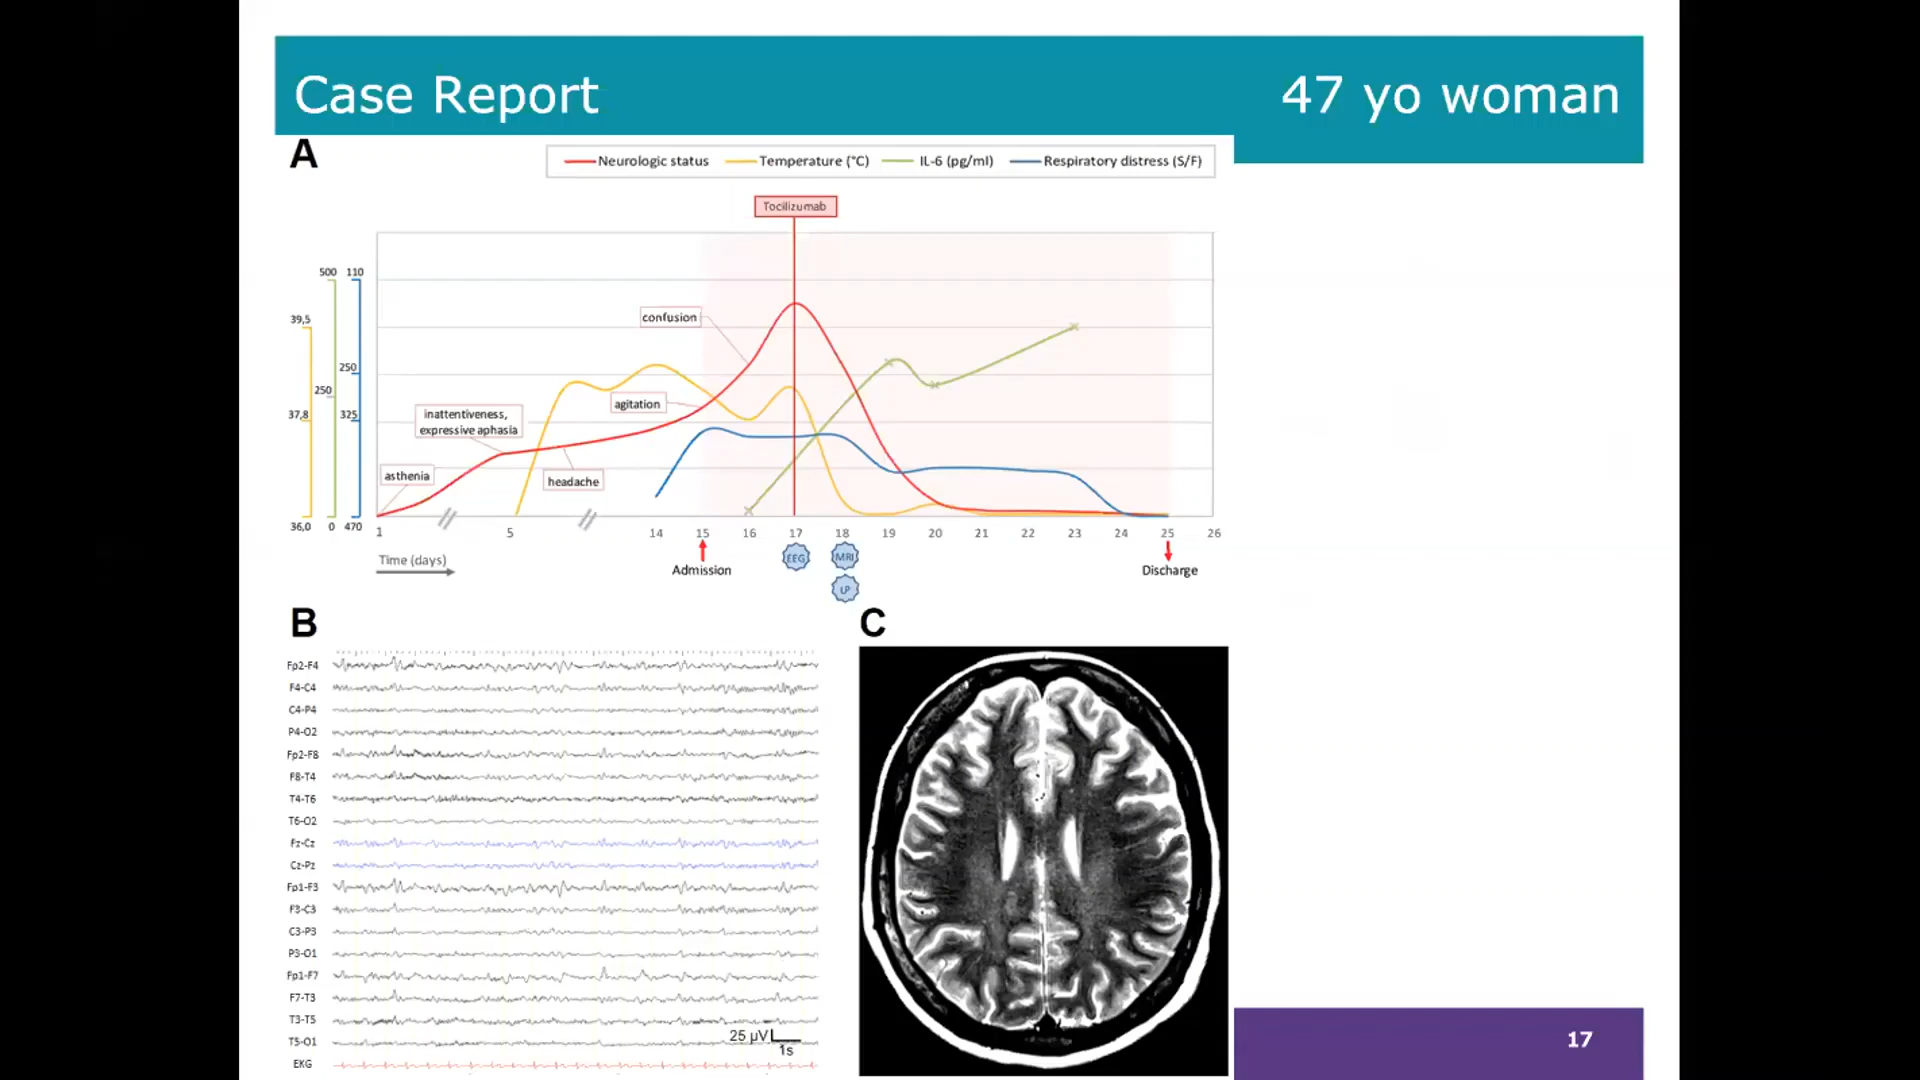 Case Report
47 yo woman
A
Neurologic status
Temperature (°C)
IL-6 (pg/ml)
Respiratory distress (S/F)
Tocilizumab
500 110
39,5
confusion
250
250
agitation
37,8
325
inattentiveness,
expressive aphasia
asthenia
headache
36,0 0 470
1 5 14 15 16 17 18 19 20 21 22 23 24 25 26
Time (days)
EEG
MRI
LP
Admission
Discharge
B
C
Fp2-F4
F4-C4
C4-P4
P4-O2
Fp2-F8
F8-T4
T4-T6
T6-O2
Fz-Cz
Cz-Pz
Fp1-F3
F3-C3
C3-P3
P3-O1
Fp1-F7
F7-T3
T3-T5
T5-O1
EKG
25 µV
1s
17